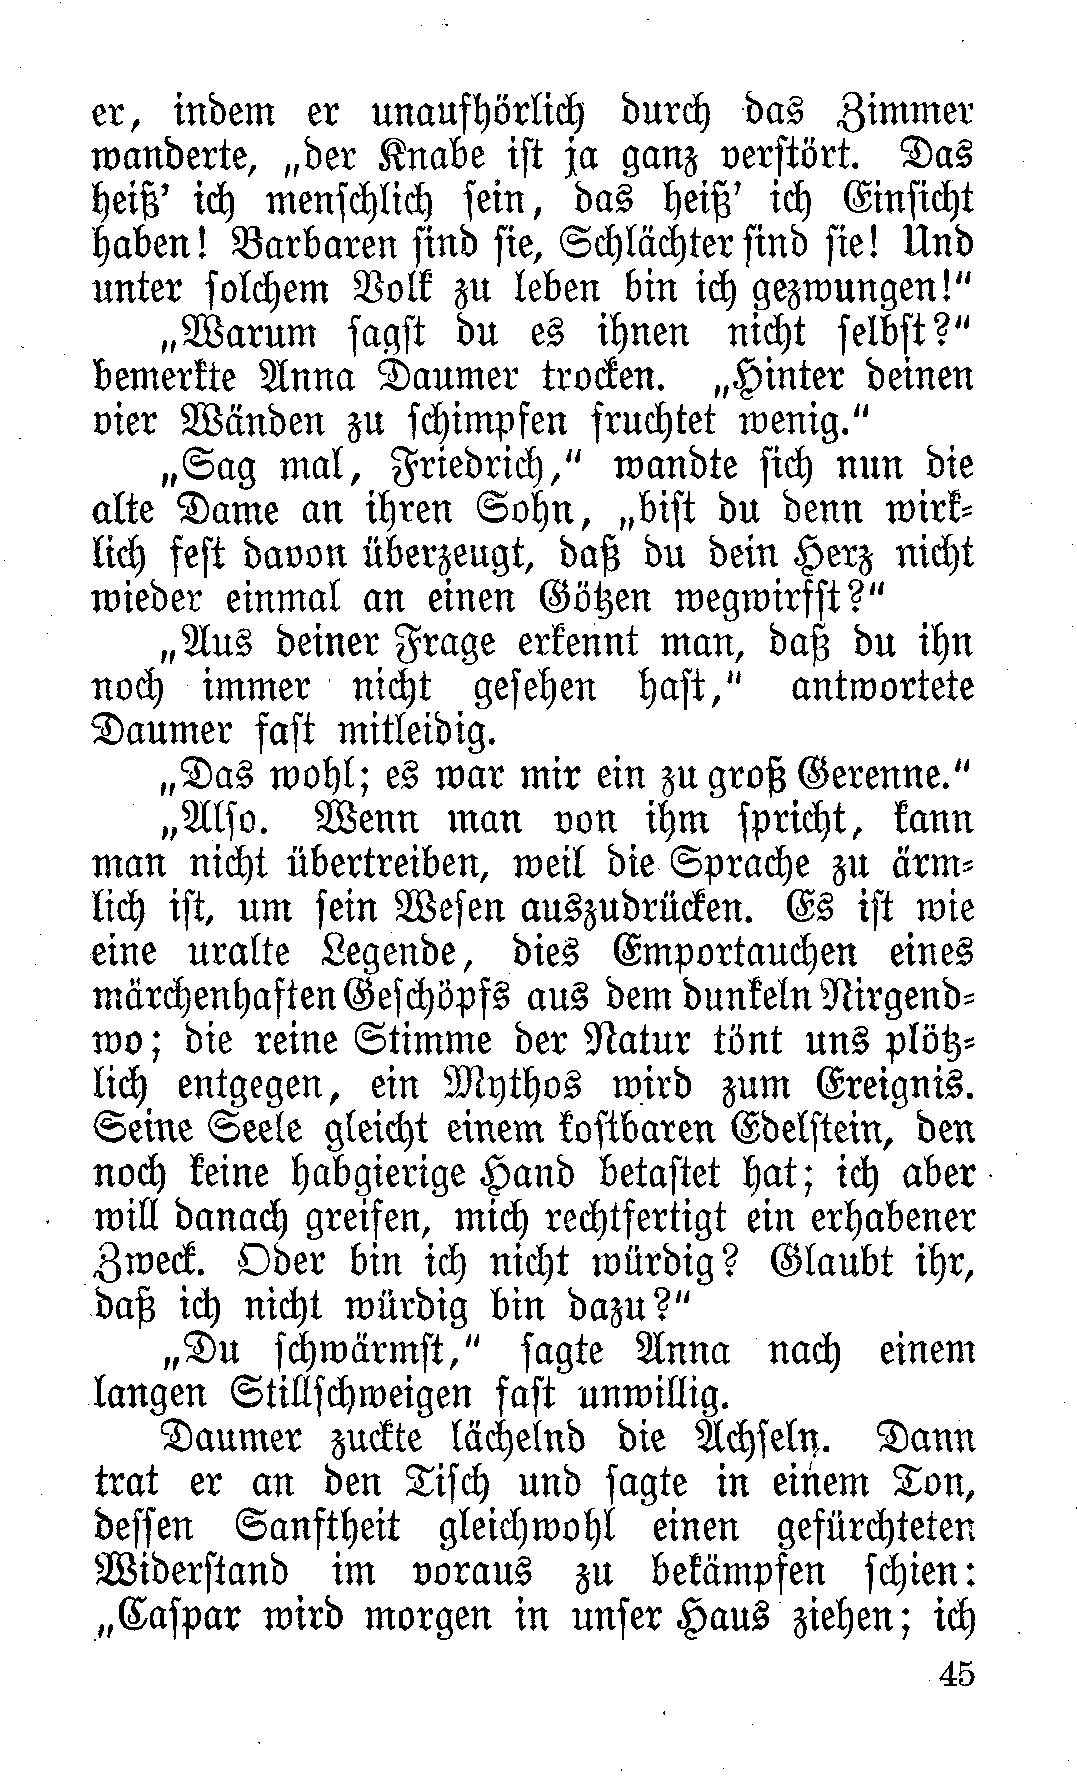 er, indem er unaufhörlich durch das Zimmer
wanderte, „der Knabe ist ja ganz verstört. Das
heiß' ich menschlich sein, das heiß' ich Einsicht
haben! Barbaren sind sie, Schlächter sind sie! Und
unter solchem Volk zu leben bin ich gezwungen!"
„Warum sagst du es ihnen nicht selbst?"
bemerkte Anna Daumer trocken. „Hinter deinen
vier Wänden zu schimpfen fruchtet wenig."
„Sag mal, Friedrich," wandte sich nun die
alte Dame an ihren Sohn, „bist du denn wirk-
lich fest davon überzeugt, daß du dein Herz nicht
wieder einmal an einen Götzen wegwirfst?"
„Aus deiner Frage erkennt man, daß du ihn
noch immer nicht gesehen hast," antwortete
Daumer fast mitleidig.
„Das wohl; es war mir ein zu groß Gerenne."
„Also. Wenn man von ihm spricht, kann
man nicht übertreiben, weil die Sprache zu ärm-
lich ist, um sein Wesen auszudrücken. Es ist wie
eine uralte Legende, dies Emportauchen eines
märchenhaften Geschöpfs aus dem dunkeln Nirgend-
wo; die reine Stimme der Natur tönt uns plötz-
lich entgegen, ein Mythos wird zum Ereignis.
Seine Seele gleicht einem kostbaren Edelstein, den
noch keine habgierige Hand betastet hat; ich aber
will danach greifen, mich rechtfertigt ein erhabener
Zweck. Oder bin ich nicht würdig? Glaubt ihr,
daß ich nicht würdig bin dazu?"
„Du schwärmst," sagte Anna nach einem
langen Stillschweigen fast unwillig.
Daumer zuckte lächelnd die Achseln. Dann
trat er an den Tisch und sagte in einem Ton,
dessen Sanftheit gleichwohl einen gefürchteten
Widerstand im voraus zu bekämpfen schien:
„Caspar wird morgen in unser Haus ziehen; ich
45